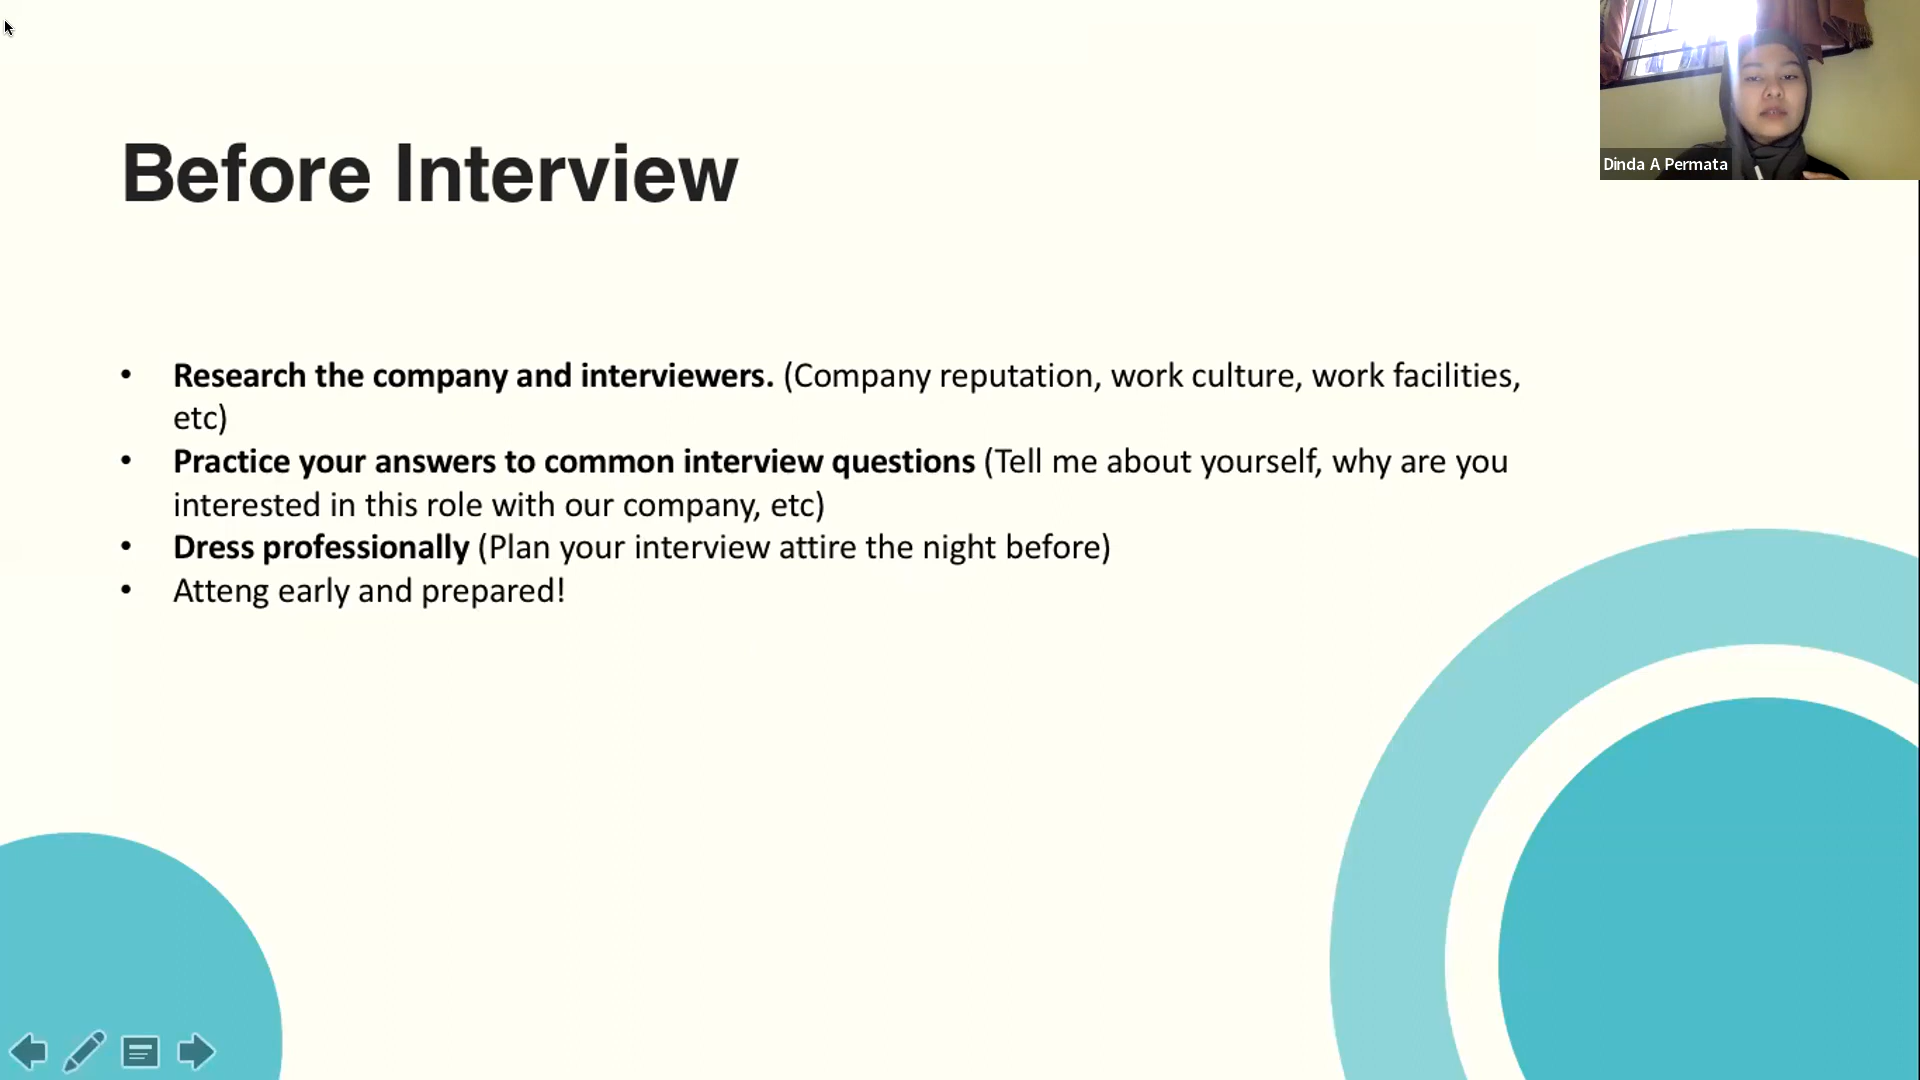 Before Interview
Dinda A Permata
• Research the company and interviewers. (Company reputation, work culture, work facilities,
etc)
• Practice your answers to common interview questions (Tell me about yourself, why are you
interested in this role with our company, etc)
• Dress professionally (Plan your interview attire the night before)
• Atteng early and prepared!